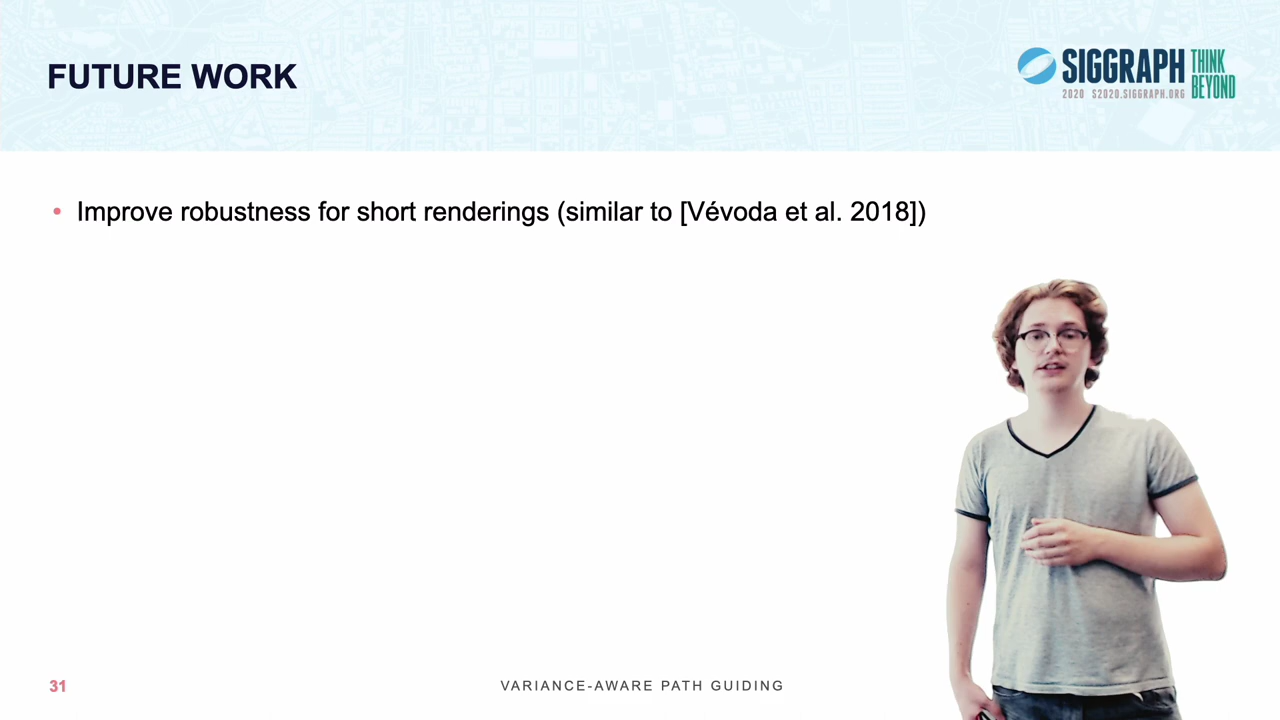 FUTURE WORK
SIGGRAPH
THINK
BEYOND
2020 S2020.SIGGRAPH.ORG
• Improve robustness for short renderings (similar to [Vévoda et al. 2018])
31
VARIANCE-AWARE PATH GUIDING